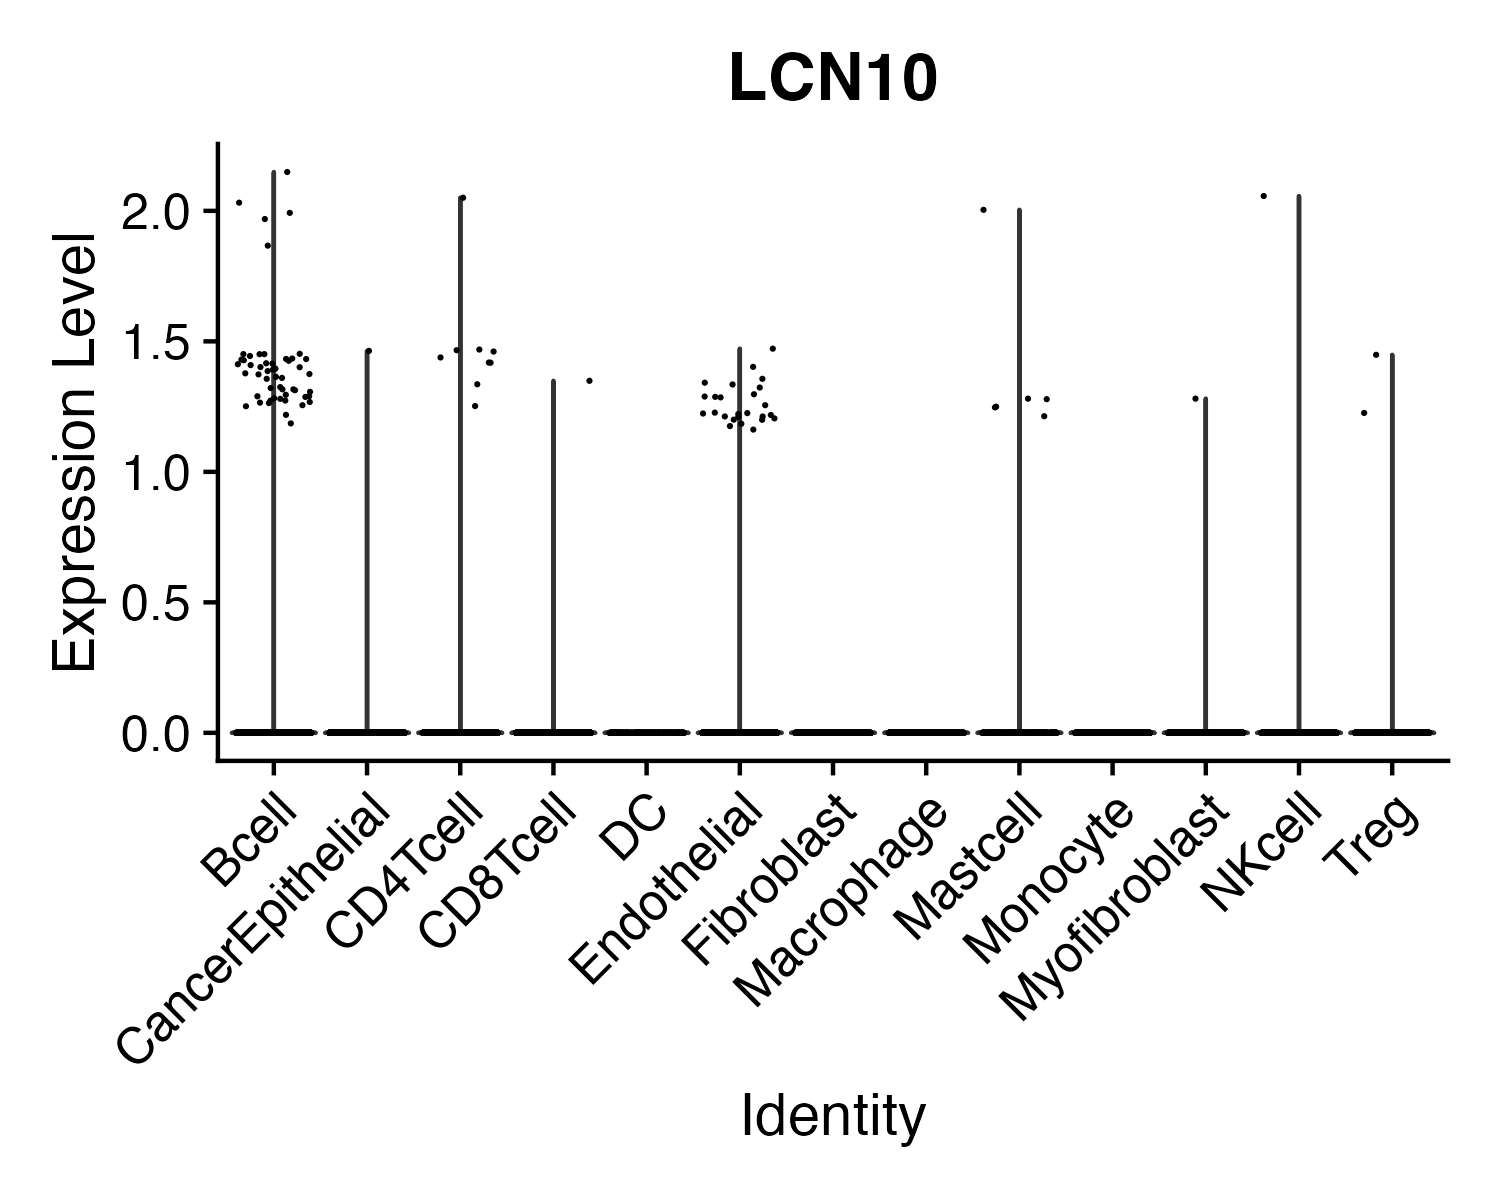 LCN10
Expression Level
2.0
1.5
1.0
0.5
0.0
Bcell
CancerEpithelial
CD4Tcell
CD8Tcell
DC
Endothelial
Fibroblast
Macrophage
Mastcell
Monocyte
Myofibroblast
NKcell
Treg
Identity